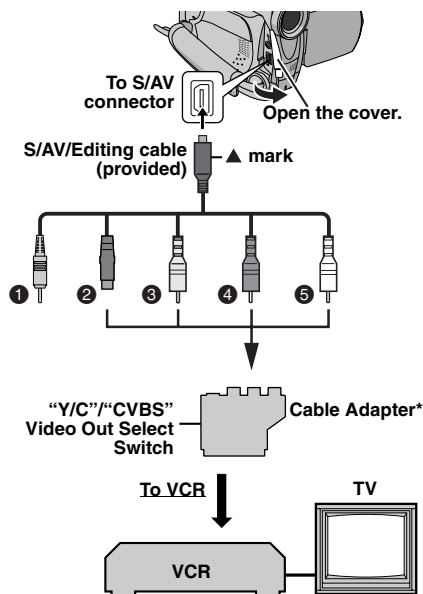 To S/AV
connector
Open the cover.
S/AV/Editing cable
(provided)
▲ mark
❶ ❷ ❸ ❹ ❺
“Y/C”/“CVBS”
Video Out Select
Switch
Cable Adapter*
To VCR
TV
VCR